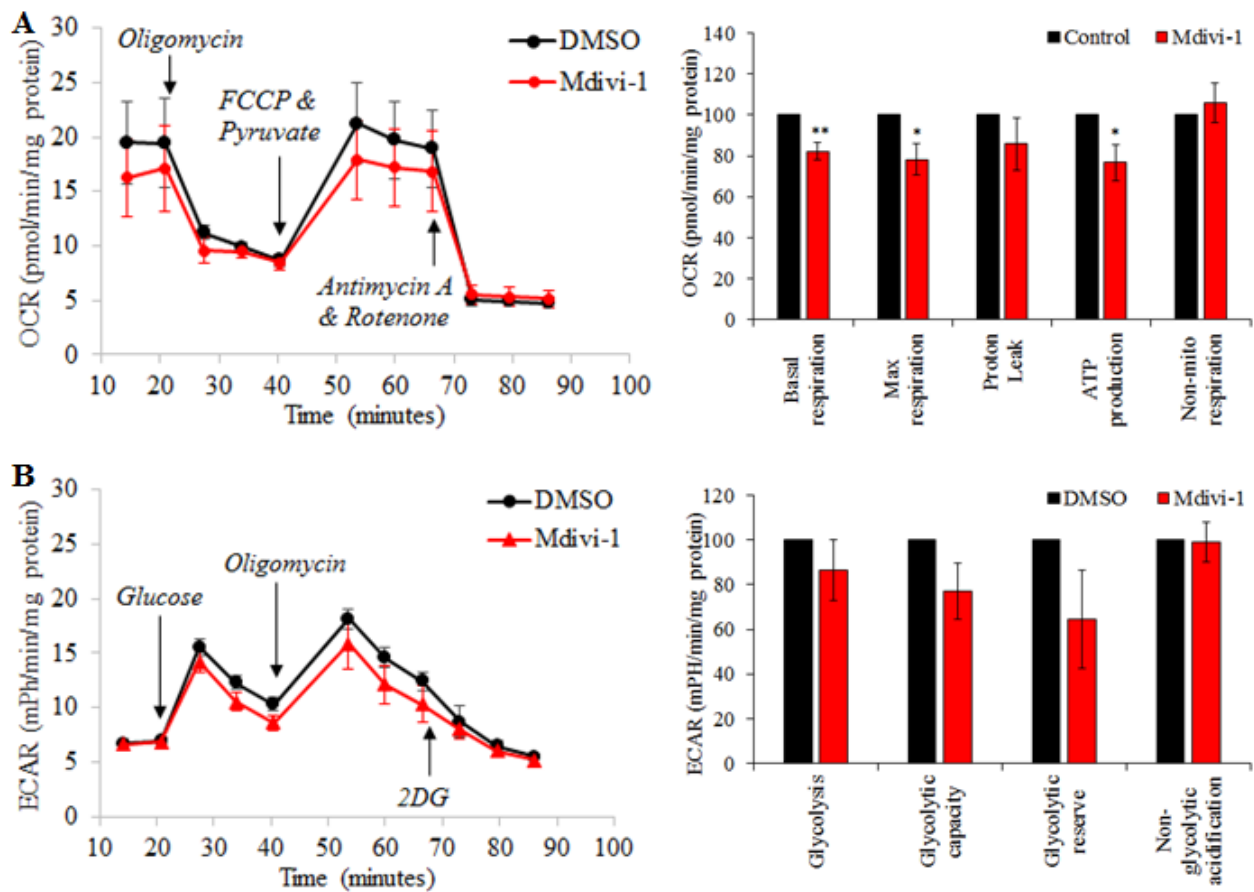 A
30
25
20
15
10
5
0
OCR (pmol/min/mg protein)
Oligomycin
FCCP &
Pyruvate
Antimycin A
& Rotenone
DMSO
Mdivi-1
10 20 30 40 50 60 70 80 90 100
Time (minutes)
Control Mdivi-1
140
120
100
80
60
40
20
0
OCR (pmol/min/mg protein)
** * *
Basal
respiration
Max
respiration
Proton
Leak
ATP
production
Non-mito
respiration
B
30
25
20
15
10
5
0
ECAR (mPh/min/mg protein)
Glucose
Oligomycin
2DG
DMSO
Mdivi-1
10 20 30 40 50 60 70 80 90 100
Time (minutes)
DMSO Mdivi-1
120
100
80
60
40
20
0
ECAR (mPH/min/mg protein)
Glycolysis
Glycolytic
capacity
Glycolytic
reserve
Non-
glycolytic
acidification